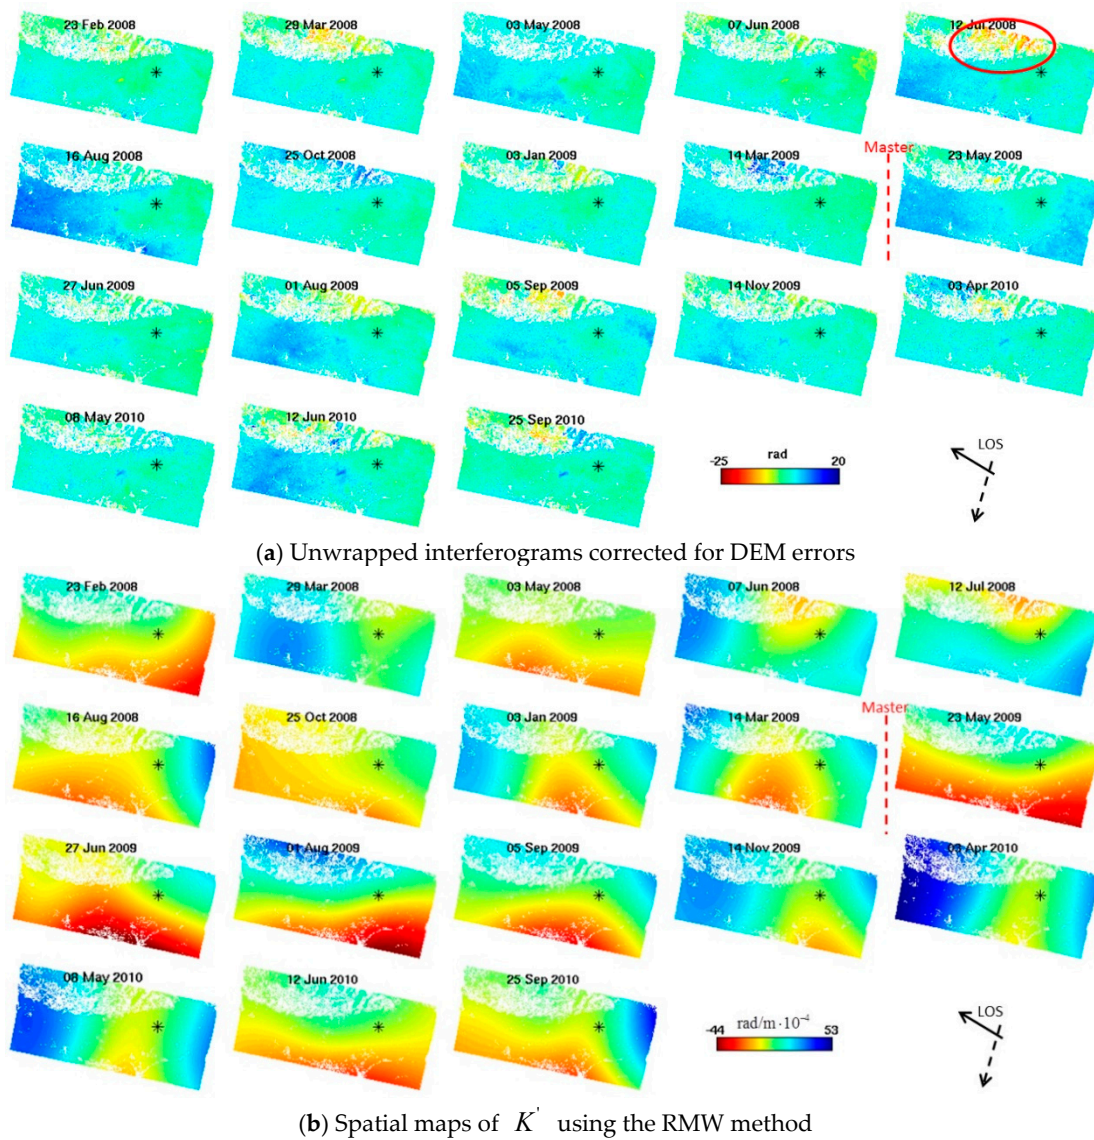 23 Feb 2008 29 Mar 2008 03 May 2008 07 Jun 2008 12 Jul 2008
16 Aug 2008 25 Oct 2008 03 Jan 2009 14 Mar 2009 Master 23 May 2009
27 Jun 2009 01 Aug 2009 05 Sep 2009 14 Nov 2009 03 Apr 2010
08 May 2010 12 Jun 2010 25 Sep 2010
rad
-25 20
LOS
(a) Unwrapped interferograms corrected for DEM errors
23 Feb 2008 29 Mar 2008 03 May 2008 07 Jun 2008 12 Jul 2008
16 Aug 2008 25 Oct 2008 03 Jan 2009 14 Mar 2009 Master 23 May 2009
27 Jun 2009 01 Aug 2009 05 Sep 2009 14 Nov 2009 03 Apr 2010
08 May 2010 12 Jun 2010 25 Sep 2010
rad/m·10⁻⁴
-44 53
LOS
(b) Spatial maps of K' using the RMW method